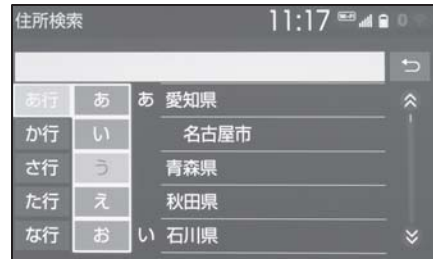 住所検索 11:17
あ行 あ あ 愛知県
か行 い 名古屋市
さ行 う 青森県
た行 え 秋田県
な行 お い 石川県